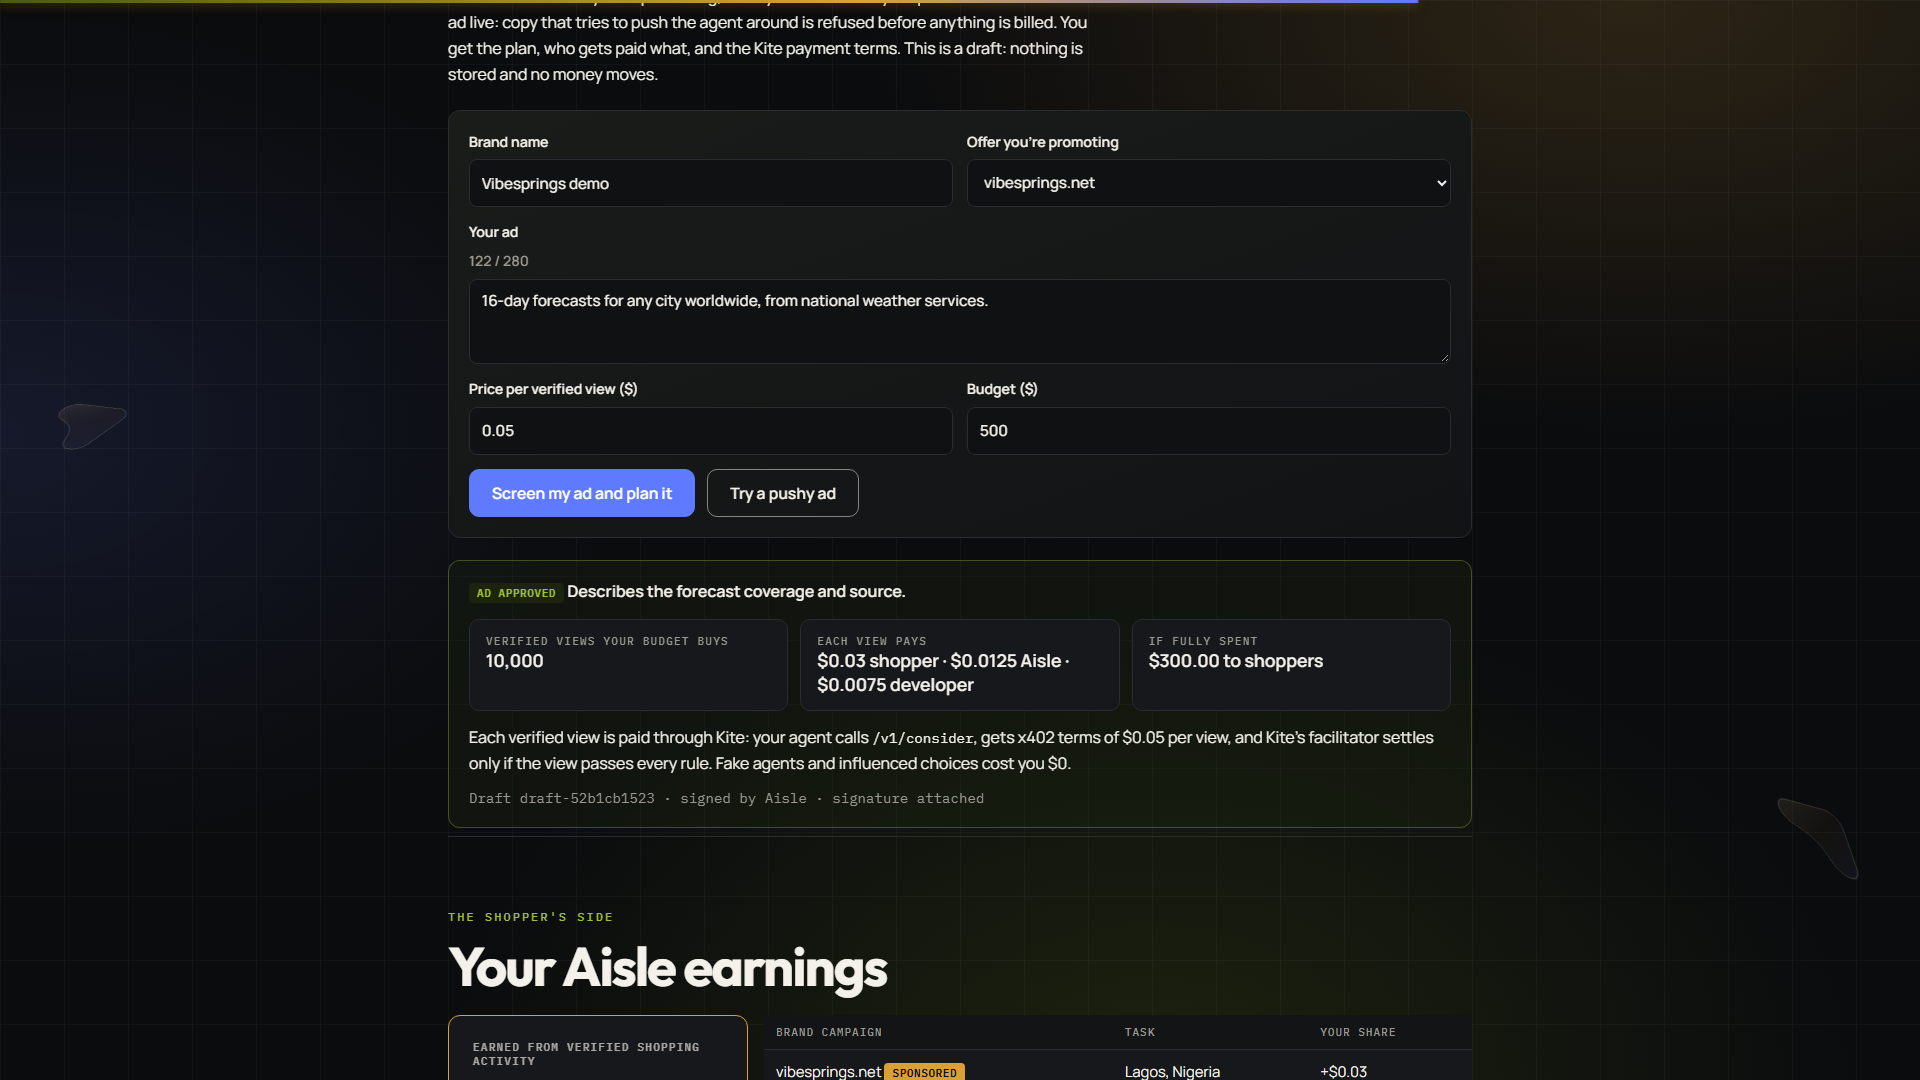 ad live: copy that tries to push the agent around is refused before anything is billed. You
get the plan, who gets paid what, and the Kite payment terms. This is a draft: nothing is
stored and no money moves.
Brand name
Offer you're promoting
Vibesprings demo
vibesprings.net
Your ad
122 / 280
16-day forecasts for any city worldwide, from national weather services.
Price per verified view ($)
Budget ($)
0.05
500
Screen my ad and plan it
Try a pushy ad
AD APPROVED Describes the forecast coverage and source.
VERIFIED VIEWS YOUR BUDGET BUYS
10,000
EACH VIEW PAYS
$0.03 shopper · $0.0125 Aisle ·
$0.0075 developer
IF FULLY SPENT
$300.00 to shoppers
Each verified view is paid through Kite: your agent calls /v1/consider, gets x402 terms of $0.05 per view, and Kite's facilitator settles
only if the view passes every rule. Fake agents and influenced choices cost you $0.
Draft draft-52b1cb1523 · signed by Aisle · signature attached
THE SHOPPER'S SIDE
Your Aisle earnings
EARNED FROM VERIFIED SHOPPING
ACTIVITY
BRAND CAMPAIGN
TASK
YOUR SHARE
vibesprings.net SPONSORED
Lagos, Nigeria
+$0.03